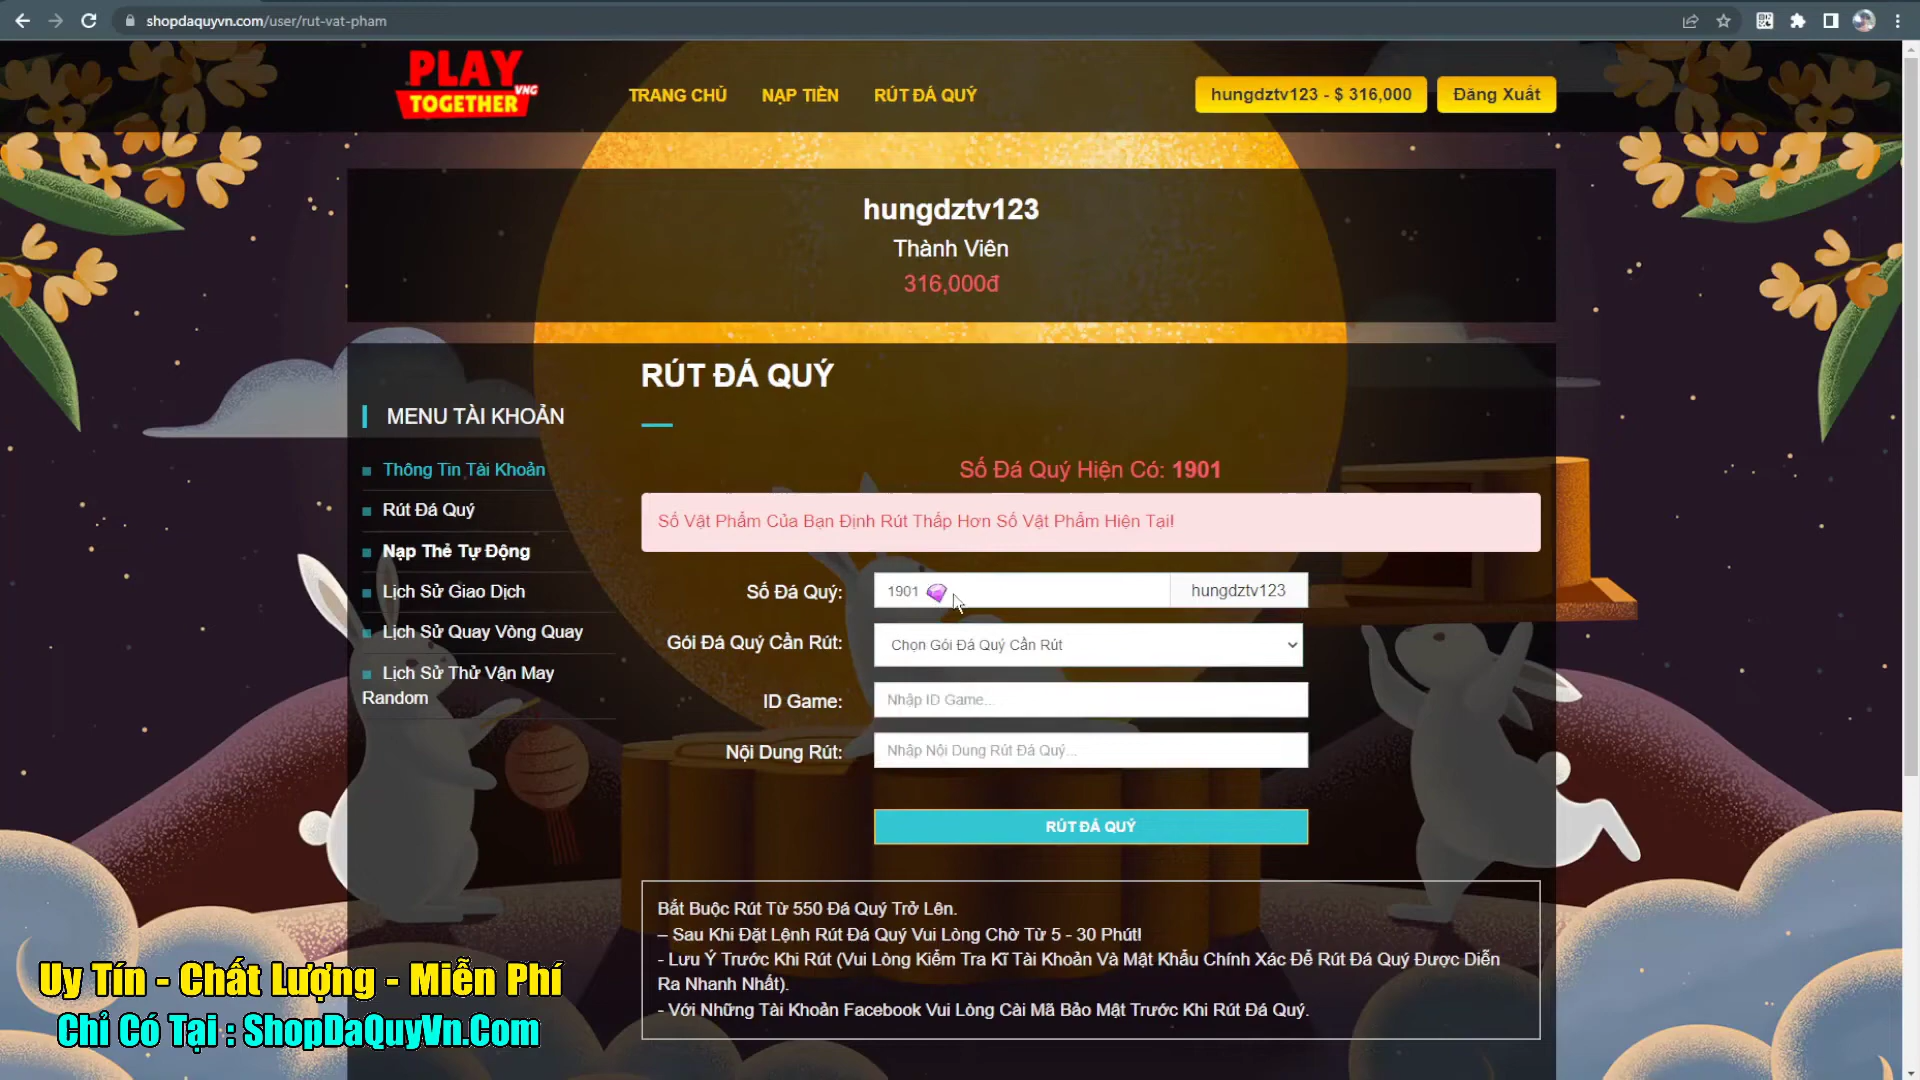 shopdaquyvn.com/user/rut-vat-pham
PLAY
TOGETHER VNG
TRANG CHỦ
NẠP TIỀN
RÚT ĐÁ QUÝ
hungdztv123 - $ 316,000
Đăng Xuất
hungdztv123
Thành Viên
316,000đ
RÚT ĐÁ QUÝ
MENU TÀI KHOẢN
Thông Tin Tài Khoản
Rút Đá Quý
Nạp Thẻ Tự Động
Lịch Sử Giao Dịch
Lịch Sử Quay Vòng Quay
Lịch Sử Thử Vận May
Random
Số Đá Quý Hiện Có: 1901
Số Vật Phẩm Của Bạn Định Rút Thấp Hơn Số Vật Phẩm Hiện Tại!
Số Đá Quý:
1901
hungdztv123
Gói Đá Quý Cần Rút:
Chọn Gói Đá Quý Cần Rút
ID Game:
Nhập ID Game...
Nội Dung Rút:
Nhập Nội Dung Rút Đá Quý...
RÚT ĐÁ QUÝ
Bắt Buộc Rút Từ 550 Đá Quý Trở Lên.
– Sau Khi Đặt Lệnh Rút Đá Quý Vui Lòng Chờ Từ 5 - 30 Phút!
- Lưu Ý Trước Khi Rút (Vui Lòng Kiểm Tra Kĩ Tài Khoản Và Mật Khẩu Chính Xác Để Rút Đá Quý Được Diễn
Ra Nhanh Nhất).
- Với Những Tài Khoản Facebook Vui Lòng Cài Mã Bảo Mật Trước Khi Rút Đá Quý.
Uy Tín - Chất Lượng - Miễn Phí
Chỉ Có Tại : ShopDaQuyVn.Com